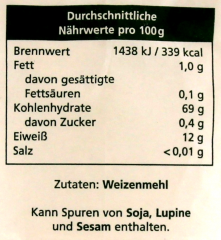 Durchschnittliche
Nährwerte pro 100g
Brennwert 1438 kJ / 339 kcal
Fett 1,0 g
davon gesättigte
Fettsäuren 0,1 g
Kohlenhydrate 69 g
davon Zucker 0,4 g
Eiweiß 12 g
Salz <0,01 g
Zutaten: Weizenmehl
Kann Spuren von Soja, Lupine
und Sesam enthalten.